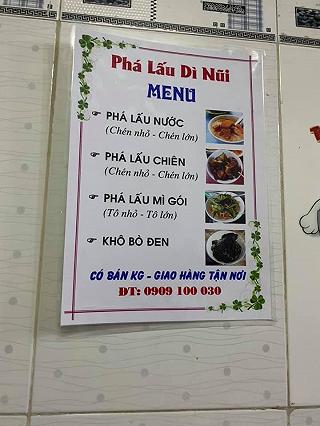 Phá Lấu Dì Nũi
MENU
PHÁ LẤU NƯỚC
(Chén nhỏ - Chén lớn)
PHÁ LẤU CHIÊN
(Chén nhỏ - Chén lớn)
PHÁ LẤU MÌ GÓI
(Tô nhỏ - Tô lớn)
KHÔ BÒ ĐEN
CÓ BÁN KG - GIAO HÀNG TẬN NƠI
ĐT: 0909 100 030